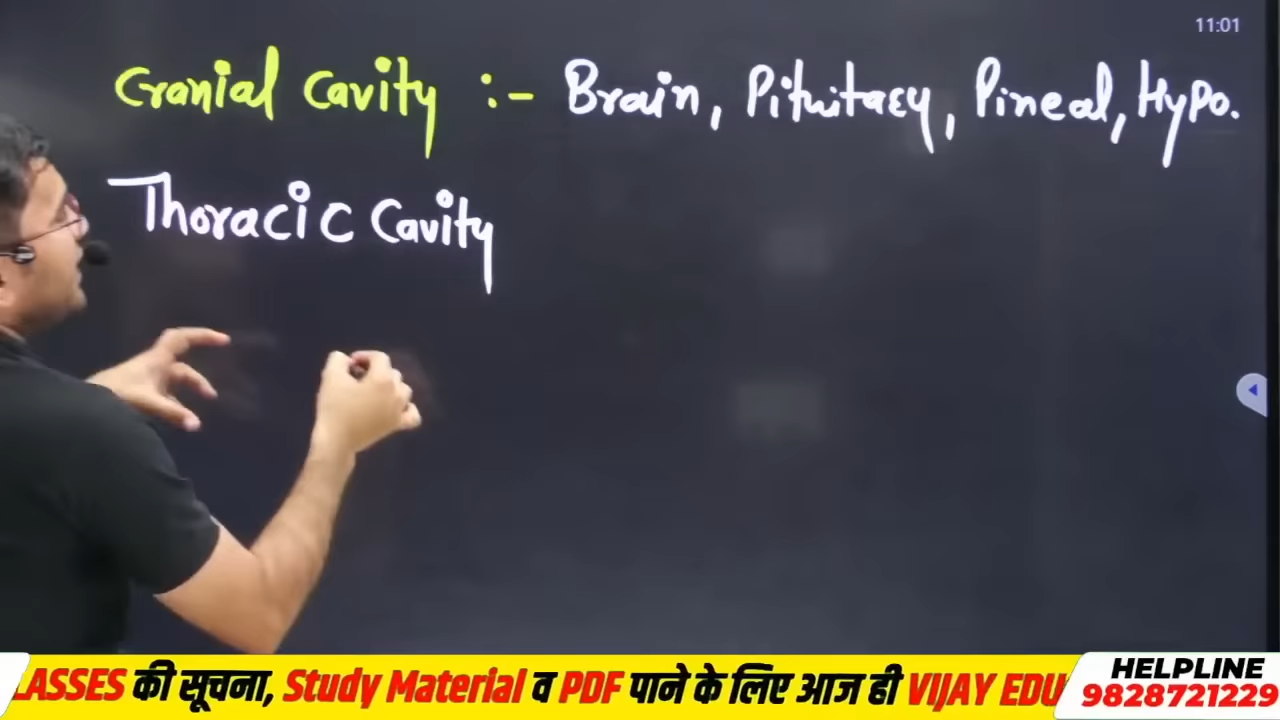 11:01
Cranial Cavity :- Brain, Pituitary, Pineal, Hypo.
Thoracic Cavity
LASSES की सूचना, Study Material व PDF पाने के लिए आज ही VIJAY EDU
HELPLINE
9828721229